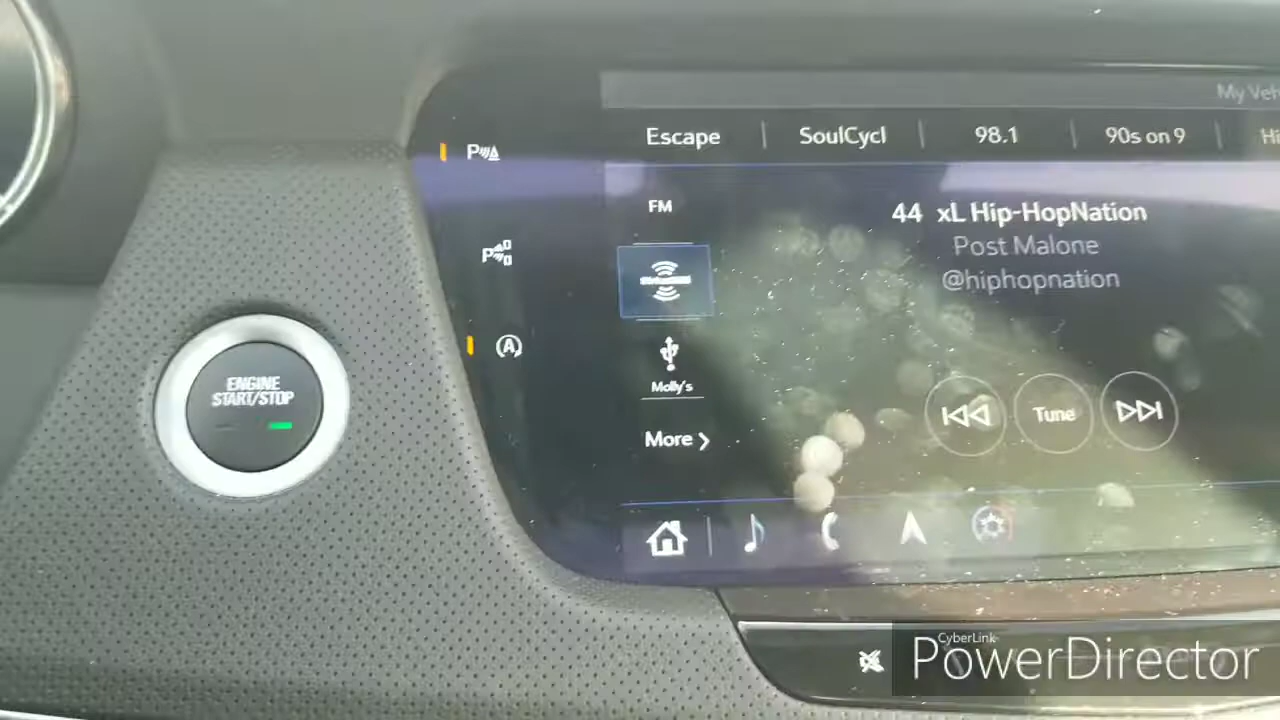 My Veh
Escape
SoulCycl
98.1
90s on 9
Hi
FM
44 xL Hip-HopNation
Post Malone
@hiphopnation
ENGINE
START/STOP
A
Molly's
More
Tune
CyberLink
PowerDirector